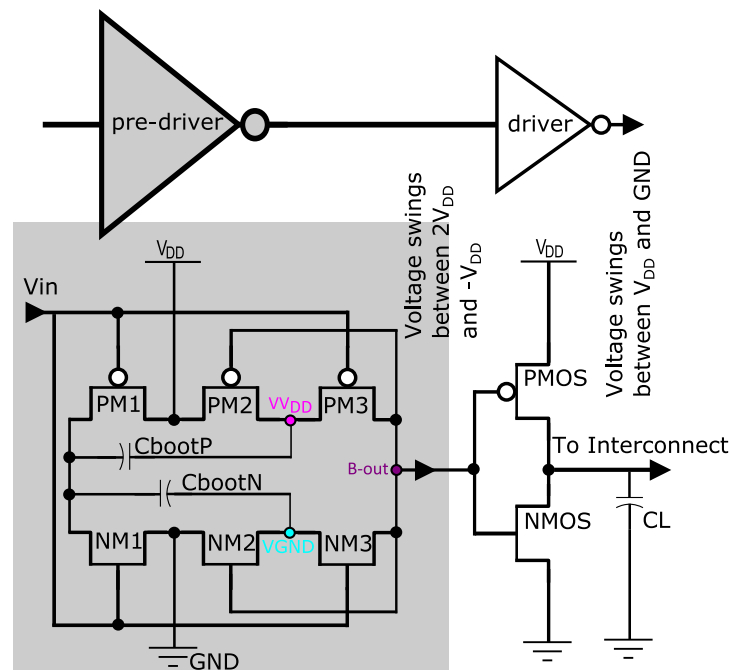 pre-driver
driver
Voltage swings
between 2VDD
and -VDD
Voltage swings
between VDD and GND
VDD
VDD
Vin
PM1
PM2
VVDD
PM3
PMOS
CbootP
To Interconnect
B-out
CbootN
NM1
NM2
VGND
NM3
NMOS
CL
GND